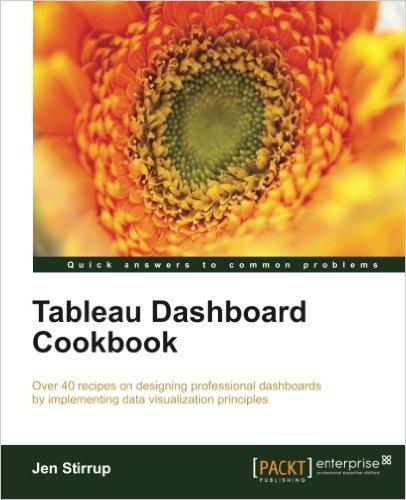 Quick answers to common problems
Tableau Dashboard
Cookbook
Over 40 recipes on designing professional dashboards
by implementing data visualization principles
Jen Stirrup
[PACKT]
PUBLISHING
enterprise
professional expertise distilled